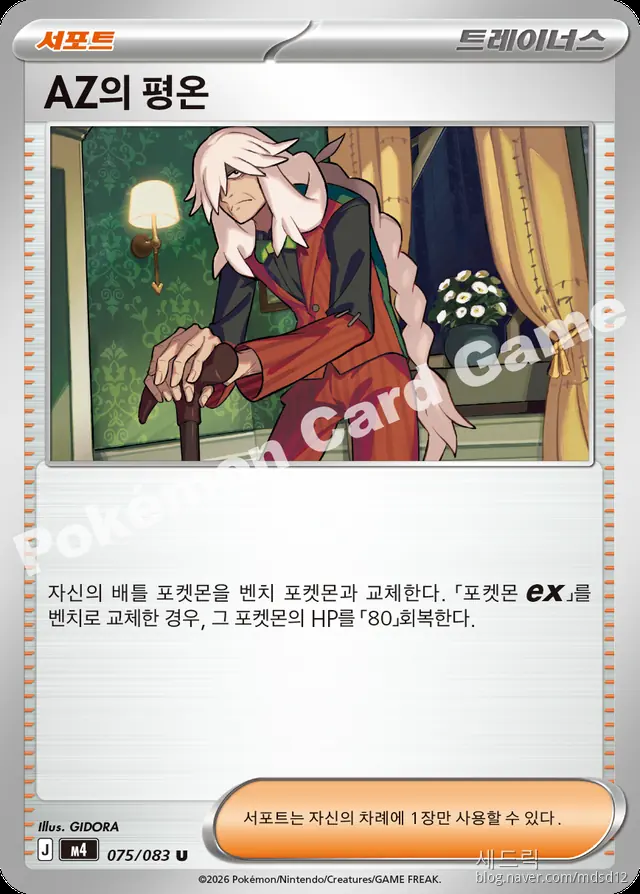 서포트
트레이너스
AZ의 평온
Pokémon Card Game
자신의 배틀 포켓몬을 벤치 포켓몬과 교체한다. 「포켓몬 ex」를
벤치로 교체한 경우, 그 포켓몬의 HP를 「80」회복한다.
서포트는 자신의 차례에 1장만 사용할 수 있다.
Illus. GIDORA
J M4 075/083 U
©2026 Pokémon/Nintendo/Creatures/GAME FREAK.
세드릭
blog.naver.com/mdsd12